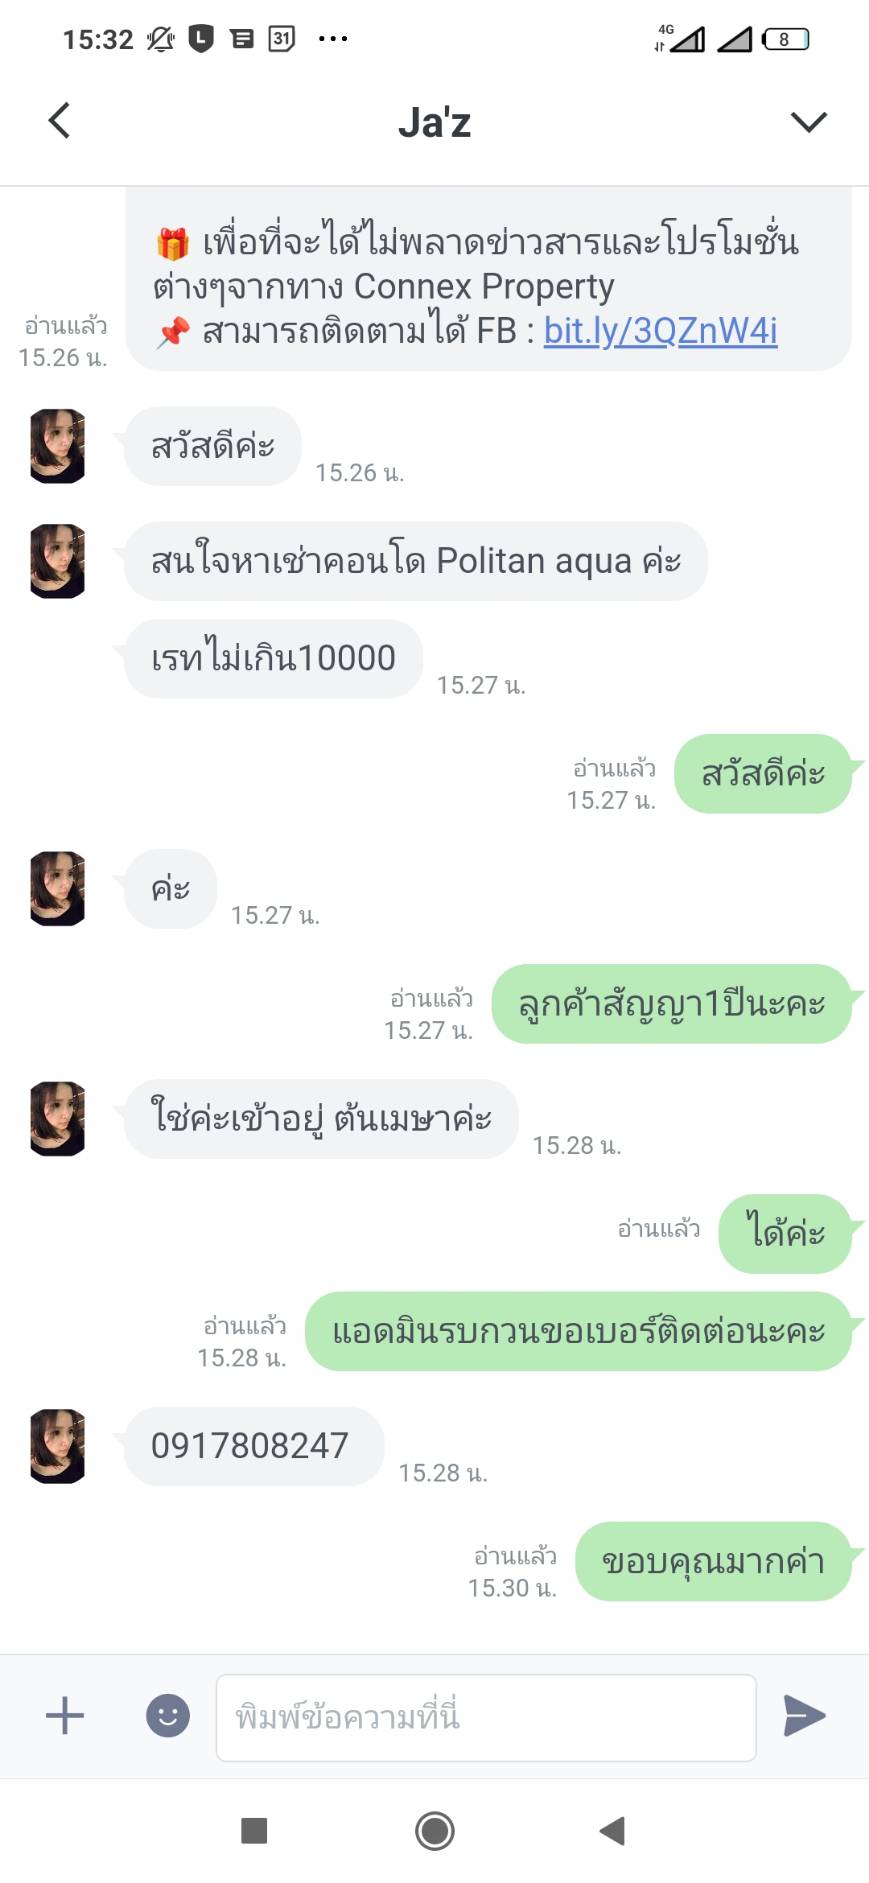 15:32
L
31
4G
8
Ja'z
🎁 เพื่อที่จะได้ไม่พลาดข่าวสารและโปรโมชั่น
ต่างๆจากทาง Connex Property
📌 สามารถติดตามได้ FB : bit.ly/3QZnW4i
อ่านแล้ว
15.26 น.
สวัสดีค่ะ
15.26 น.
สนใจหาเช่าคอนโด Politan aqua ค่ะ
เรทไม่เกิน10000
15.27 น.
สวัสดีค่ะ
อ่านแล้ว
15.27 น.
ค่ะ
15.27 น.
ลูกค้าสัญญา1ปีนะคะ
อ่านแล้ว
15.27 น.
ใช่ค่ะเข้าอยู่ ต้นเมษาค่ะ
15.28 น.
ได้ค่ะ
อ่านแล้ว
แอดมินรบกวนขอเบอร์ติดต่อนะคะ
อ่านแล้ว
15.28 น.
0917808247
15.28 น.
ขอบคุณมากค่า
อ่านแล้ว
15.30 น.
พิมพ์ข้อความที่นี่